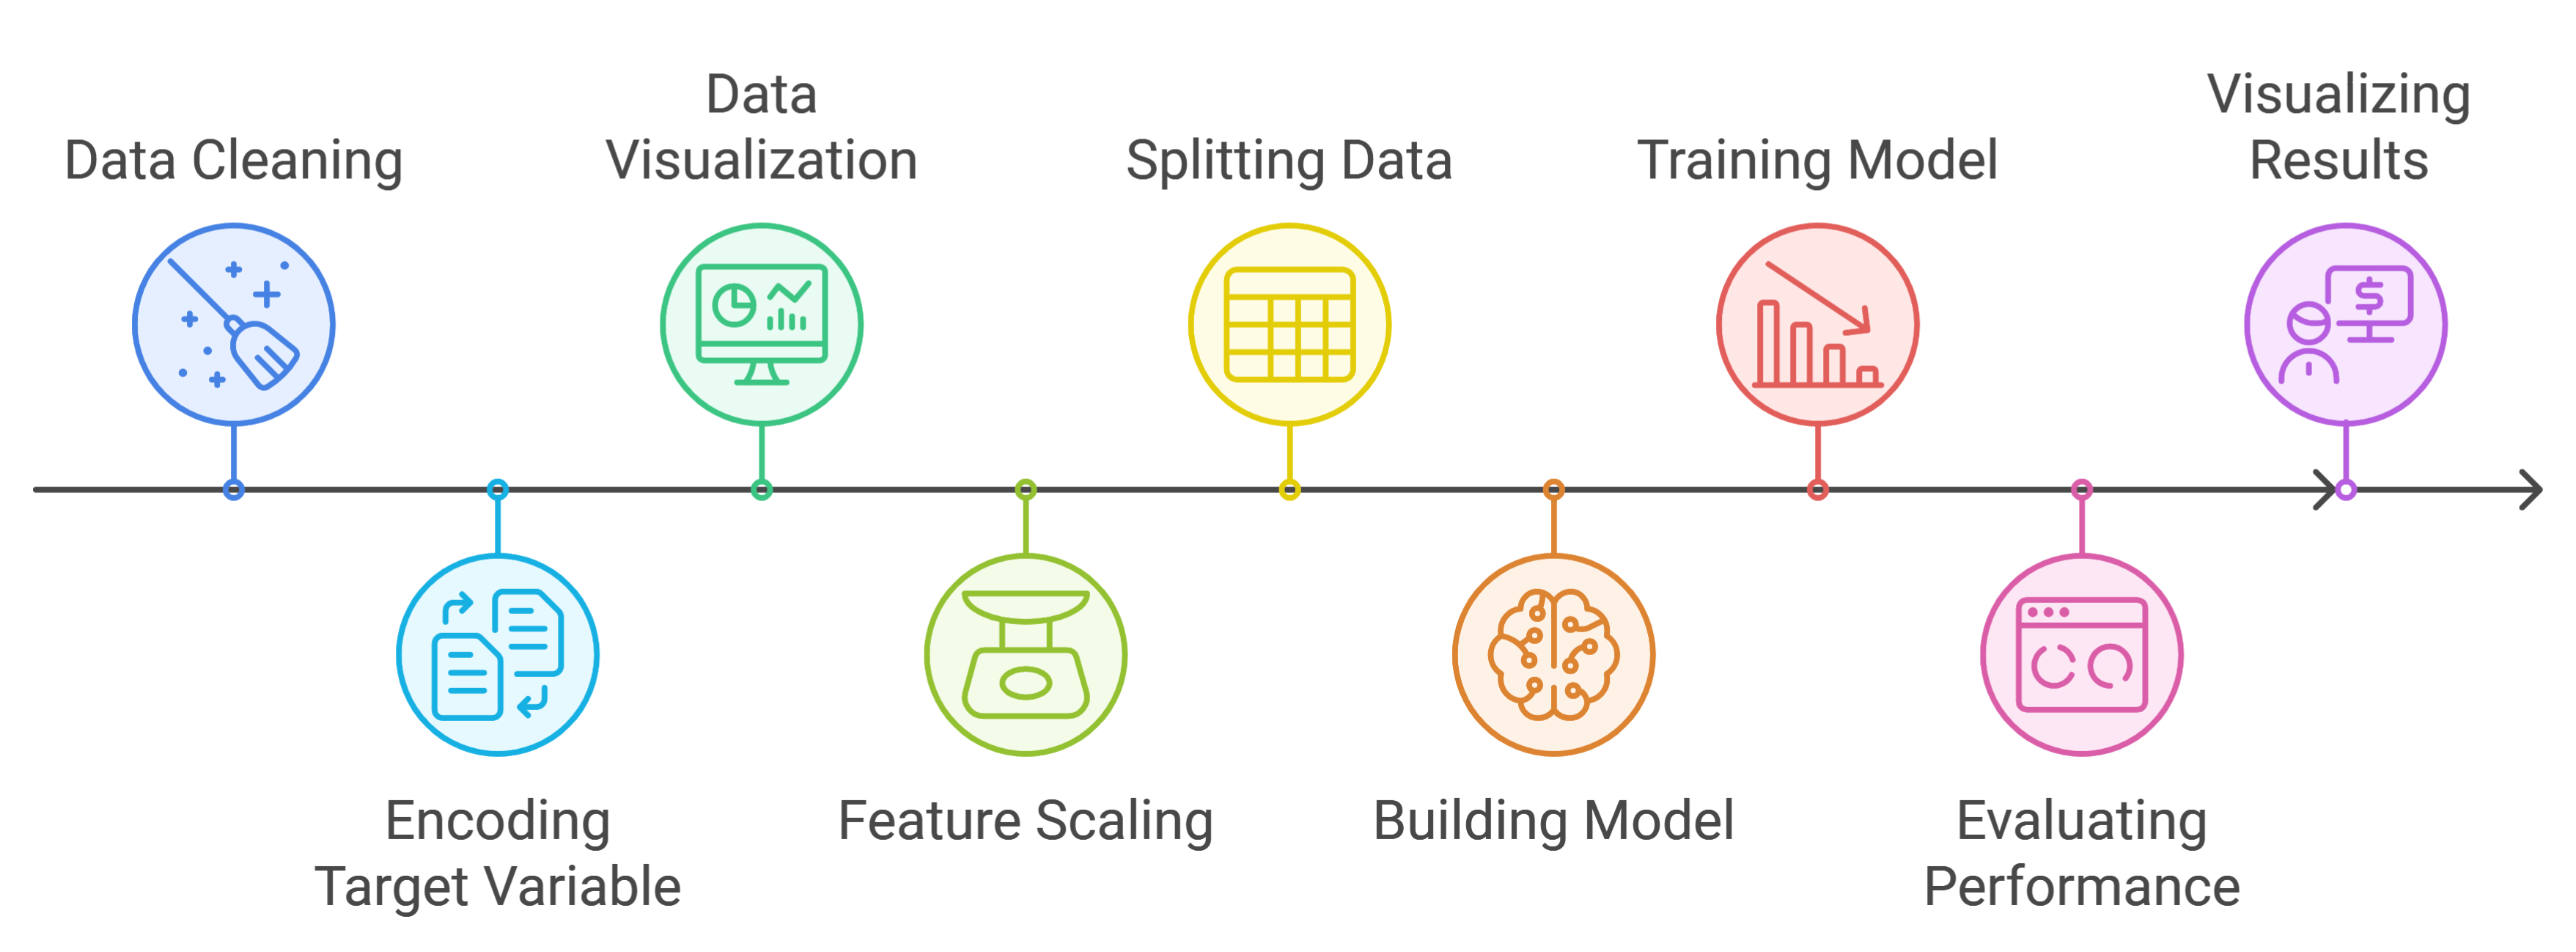 Data Cleaning
Encoding
Target Variable
Data
Visualization
Feature Scaling
Splitting Data
Building Model
Training Model
Evaluating
Performance
Visualizing
Results
$